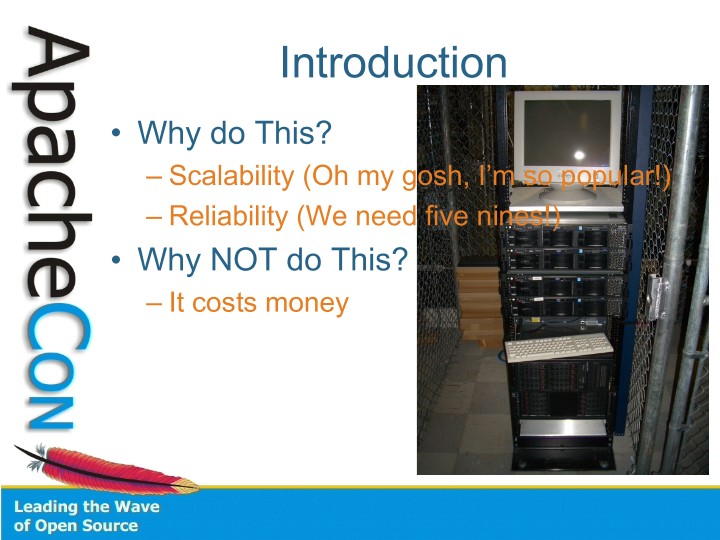 ApacheCon
Introduction
• Why do This?
– Scalability (Oh my gosh, I'm so popular!)
– Reliability (We need five nines!)
• Why NOT do This?
– It costs money
Leading the Wave
of Open Source